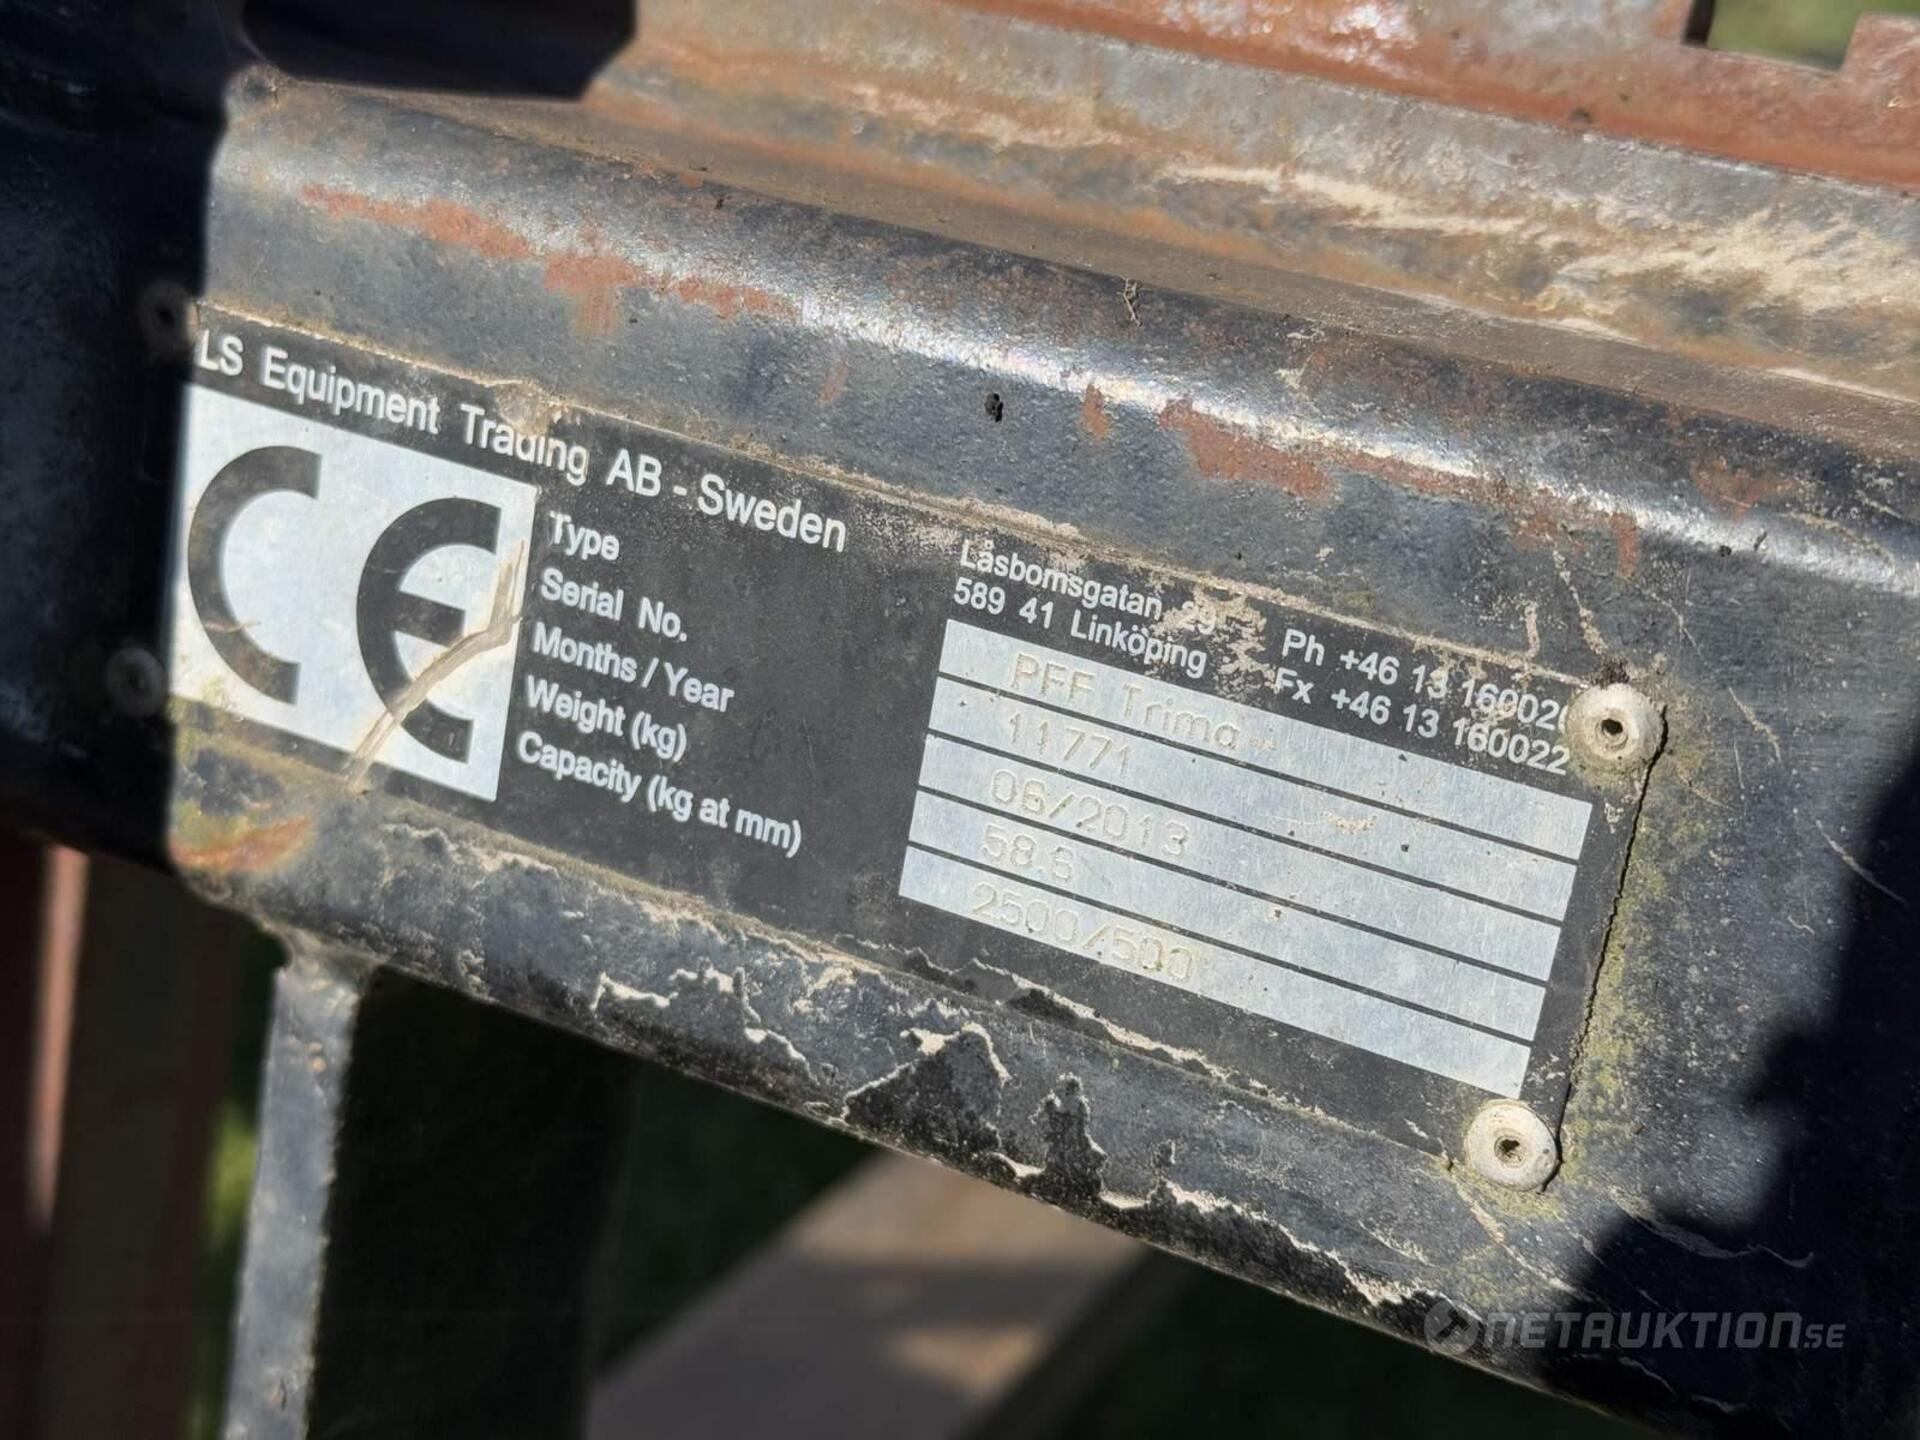 LS Equipment Trading AB - Sweden
CE
Låsbomsgatan 29
589 41 Linköping
Ph +46 13 16002
Fx +46 13 160022
Type PFF Trima
Serial No. 11771
Months / Year 06/2013
Weight (kg) 58.6
Capacity (kg at mm) 2500/500
NETAUKTION.SE